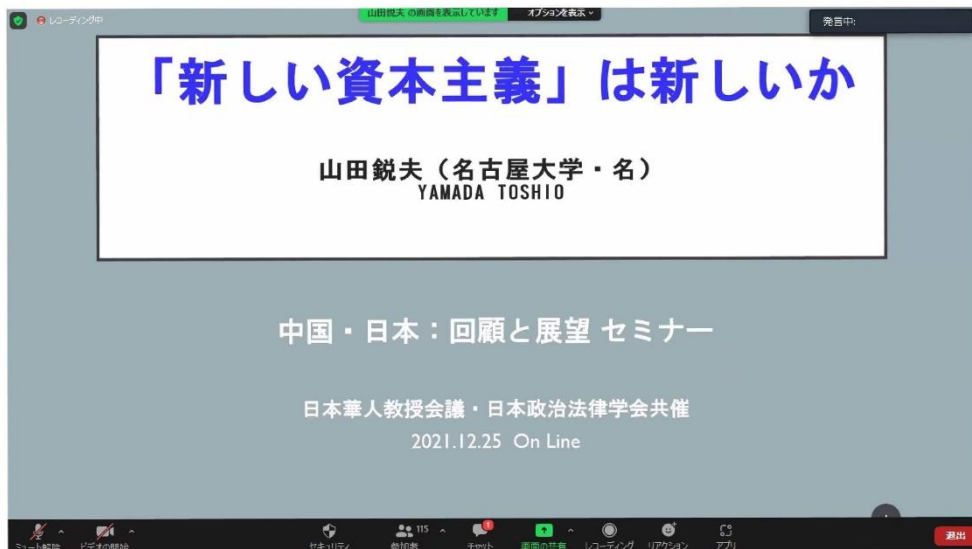 レコーディング中
山田鋭夫 の画面を表示しています オプションを表示
発言中:
「新しい資本主義」は新しいか
山田鋭夫（名古屋大学・名）
YAMADA TOSHIO
中国・日本：回顧と展望 セミナー
日本華人教授会議・日本政治法律学会共催
2021.12.25 On Line
115
1
ミュート解除 ビデオの開始 セキュリティ 参加者 チャット 画面の共有 レコーディング リアクション アプリ 退出